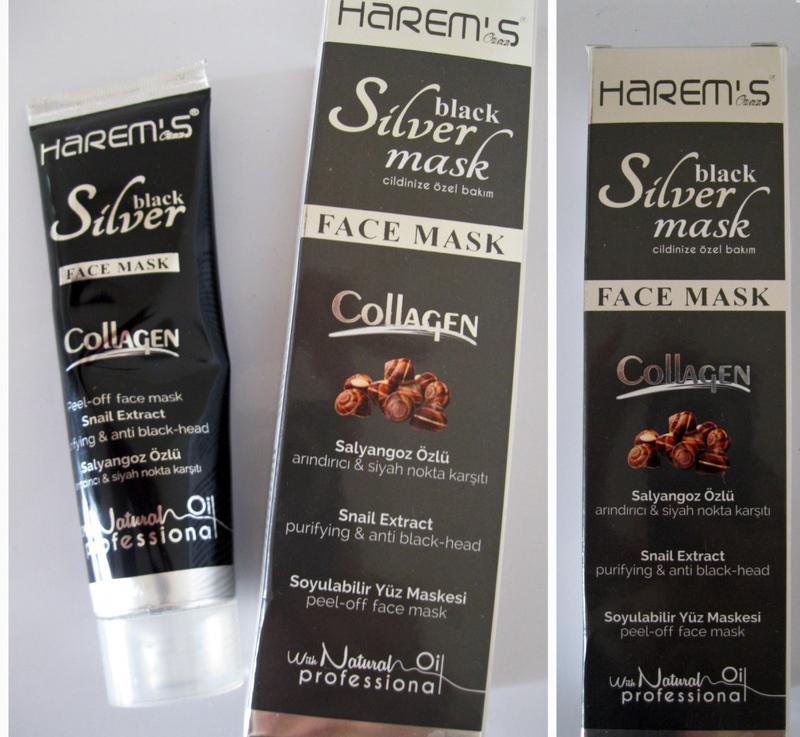 HAREM'S
Özen
black
Silver
FACE MASK
Collagen
Peel-off face mask
Snail Extract
& anti black-head
Salyangoz Özlü
& siyah nokta karşıtı
Natural Oil
professional
HAREM'S
Özen
black
Silver
mask
cildinize özel bakım
FACE MASK
Collagen
Salyangoz Özlü
arındırıcı & siyah nokta karşıtı
Snail Extract
purifying & anti black-head
Soyulabilir Yüz Maskesi
peel-off face mask
With Natural Oil
professional
HAREM'S
Özen
black
Silver
mask
cildinize özel bakım
FACE MASK
Collagen
Salyangoz Özlü
arındırıcı & siyah nokta karşıtı
Snail Extract
purifying & anti black-head
Soyulabilir Yüz Maskesi
peel-off face mask
With Natural Oil
professional